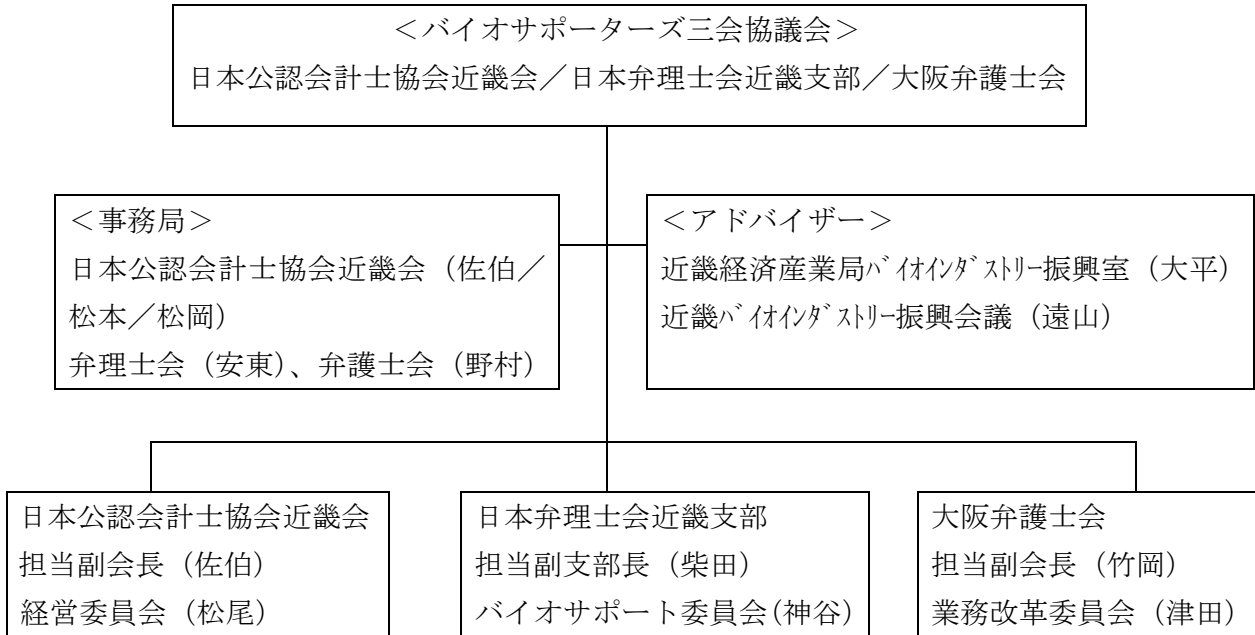 ＜バイオサポーターズ三会協議会＞
日本公認会計士協会近畿会／日本弁理士会近畿支部／大阪弁護士会
＜事務局＞
日本公認会計士協会近畿会（佐伯／
松本／松岡）
弁理士会（安東）、弁護士会（野村）
＜アドバイザー＞
近畿経済産業局ﾊﾞｲｵｲﾝﾀﾞｽﾄﾘｰ振興室（大平）
近畿ﾊﾞｲｵｲﾝﾀﾞｽﾄﾘｰ振興会議（遠山）
日本公認会計士協会近畿会
担当副会長（佐伯）
経営委員会（松尾）
日本弁理士会近畿支部
担当副支部長（柴田）
バイオサポート委員会(神谷）
大阪弁護士会
担当副会長（竹岡）
業務改革委員会（津田）